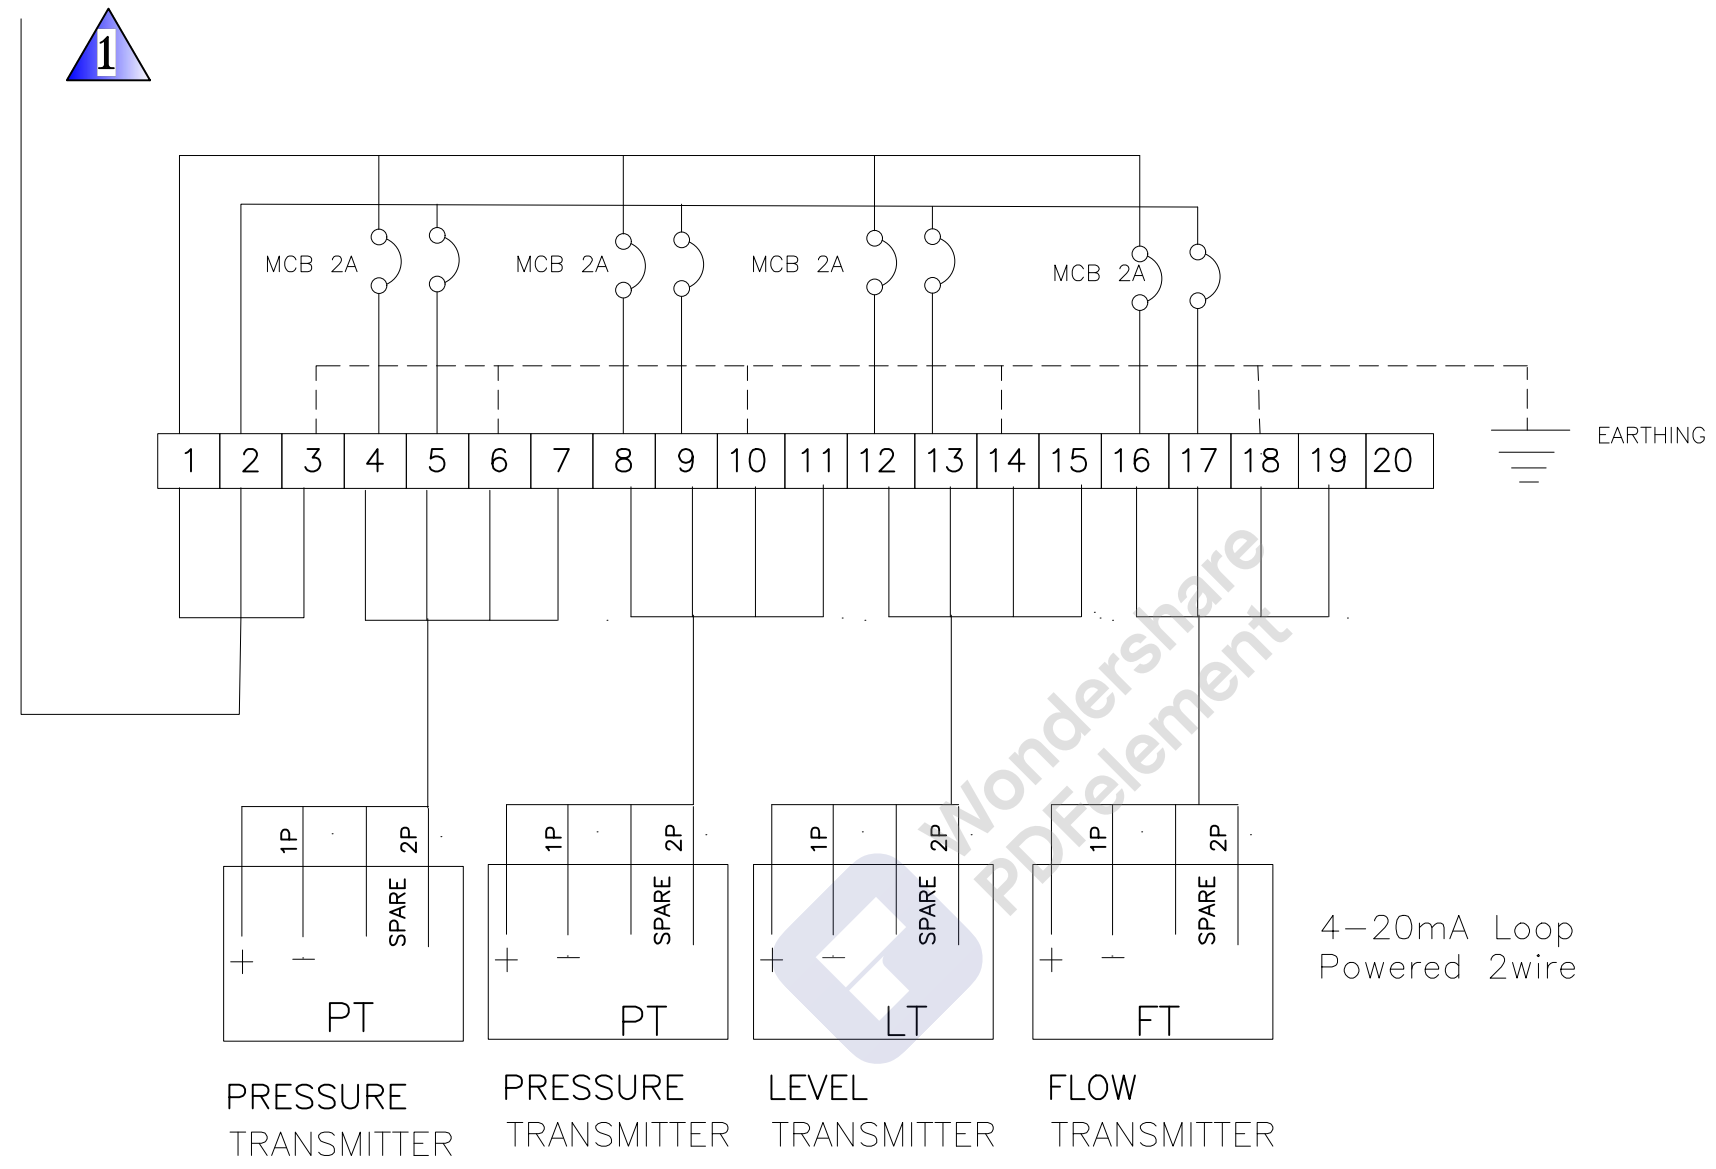 1
MCB 2A
MCB 2A
MCB 2A
MCB 2A
EARTHING
1 2 3 4 5 6 7 8 9 10 11 12 13 14 15 16 17 18 19 20
Wondershare
PDFelement
1P 2P 1P 2P 1P 2P 1P 2P
SPARE SPARE SPARE SPARE
+ − + − + − + −
PT PT LT FT
4-20mA Loop
Powered 2wire
PRESSURE
TRANSMITTER
PRESSURE
TRANSMITTER
LEVEL
TRANSMITTER
FLOW
TRANSMITTER